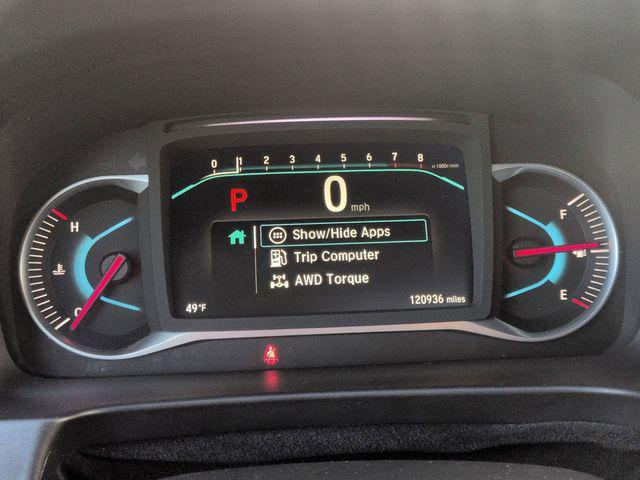 0 1 2 3 4 5 6 7 8 x1000r/min
P 0 mph
H
F
Show/Hide Apps
Trip Computer
AWD Torque
C
E
49°F
120936 miles
AWD